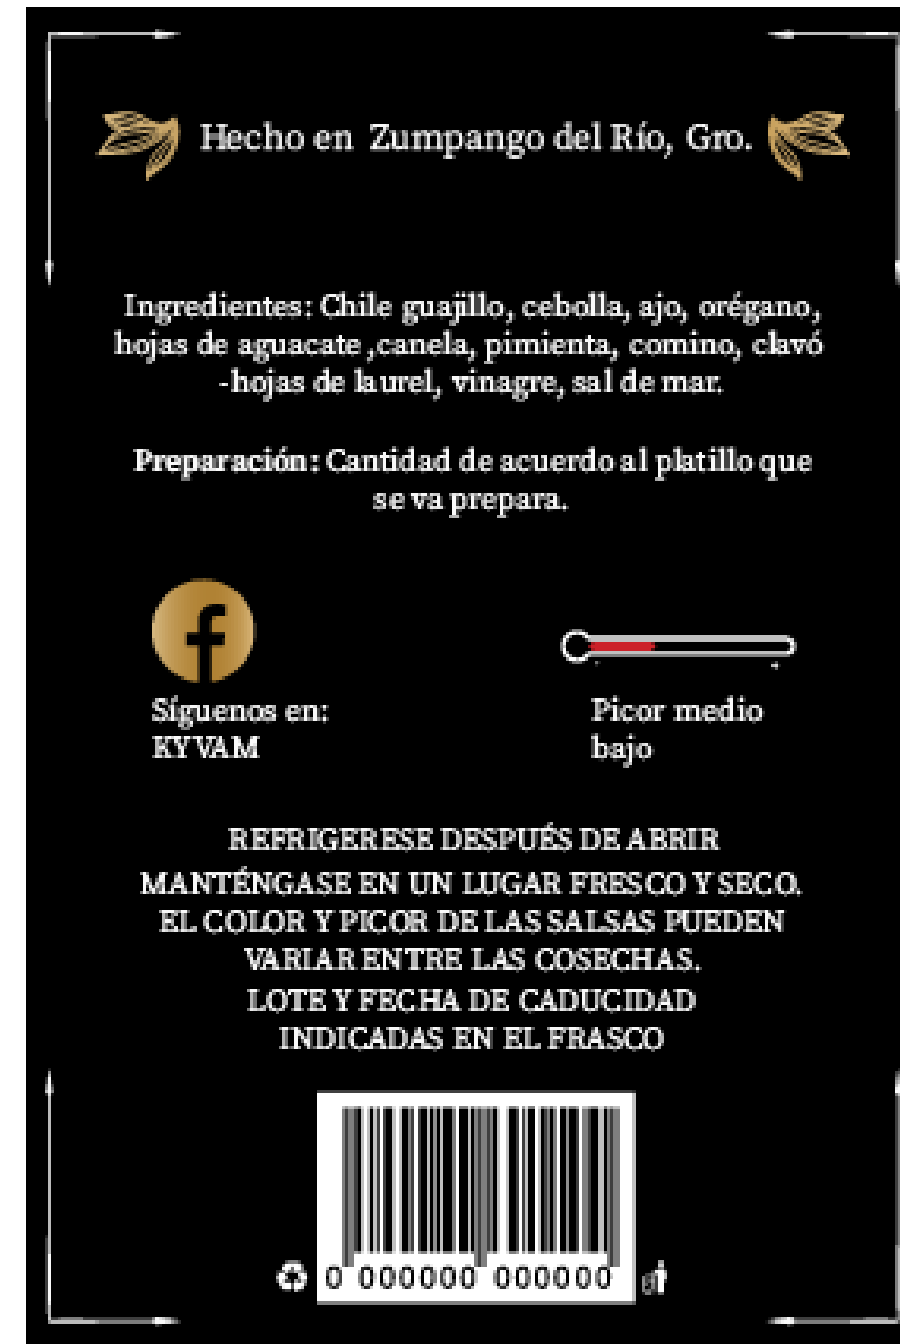 Hecho en Zumpango del Río, Gro.
Ingredientes: Chile guajillo, cebolla, ajo, orégano,
hojas de aguacate ,canela, pimienta, comino, clavó
-hojas de laurel, vinagre, sal de mar.
Preparación: Cantidad de acuerdo al platillo que
se va prepara.
Síguenos en:
KYVAM
Picor medio
bajo
REFRIGERESE DESPUÉS DE ABRIR
MANTÉNGASE EN UN LUGAR FRESCO Y SECO.
EL COLOR Y PICOR DE LAS SALSAS PUEDEN
VARIAR ENTRE LAS COSECHAS.
LOTE Y FECHA DE CADUCIDAD
INDICADAS EN EL FRASCO
0 000000 000000